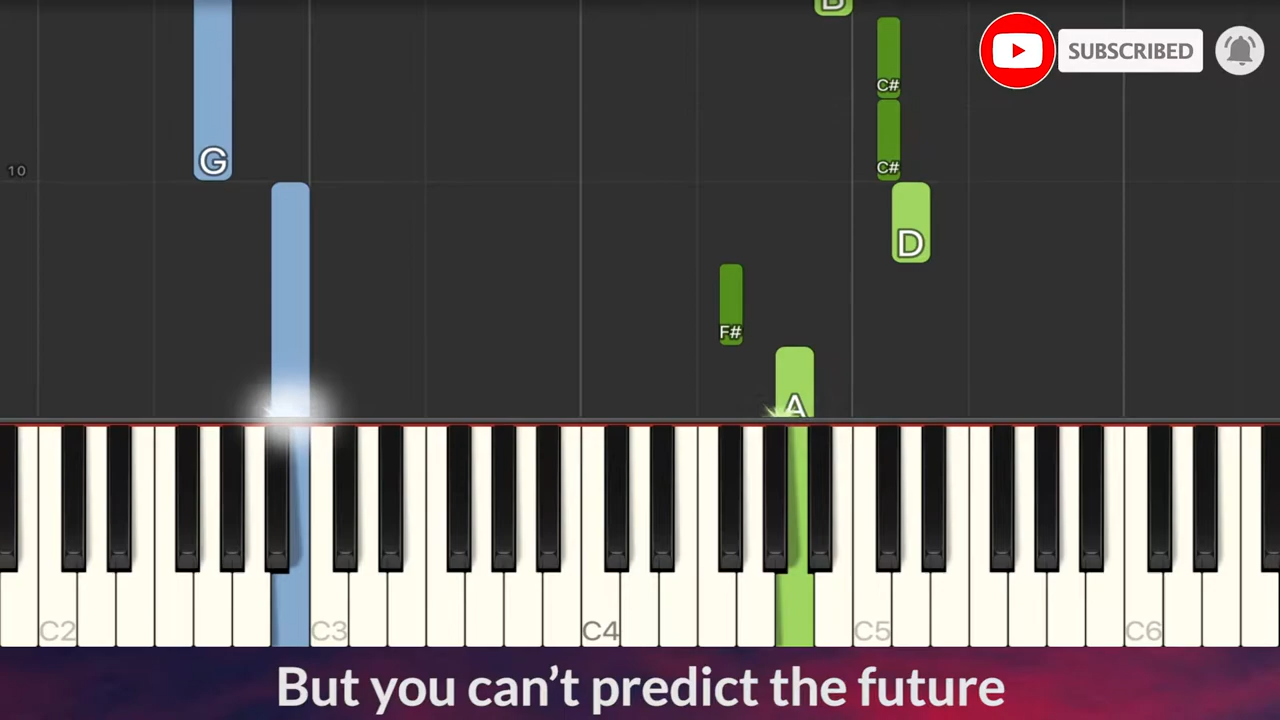 B
SUBSCRIBED
C#
G
C#
10
D
F#
A
C2
C3
C4
C5
C6
But you can’t predict the future